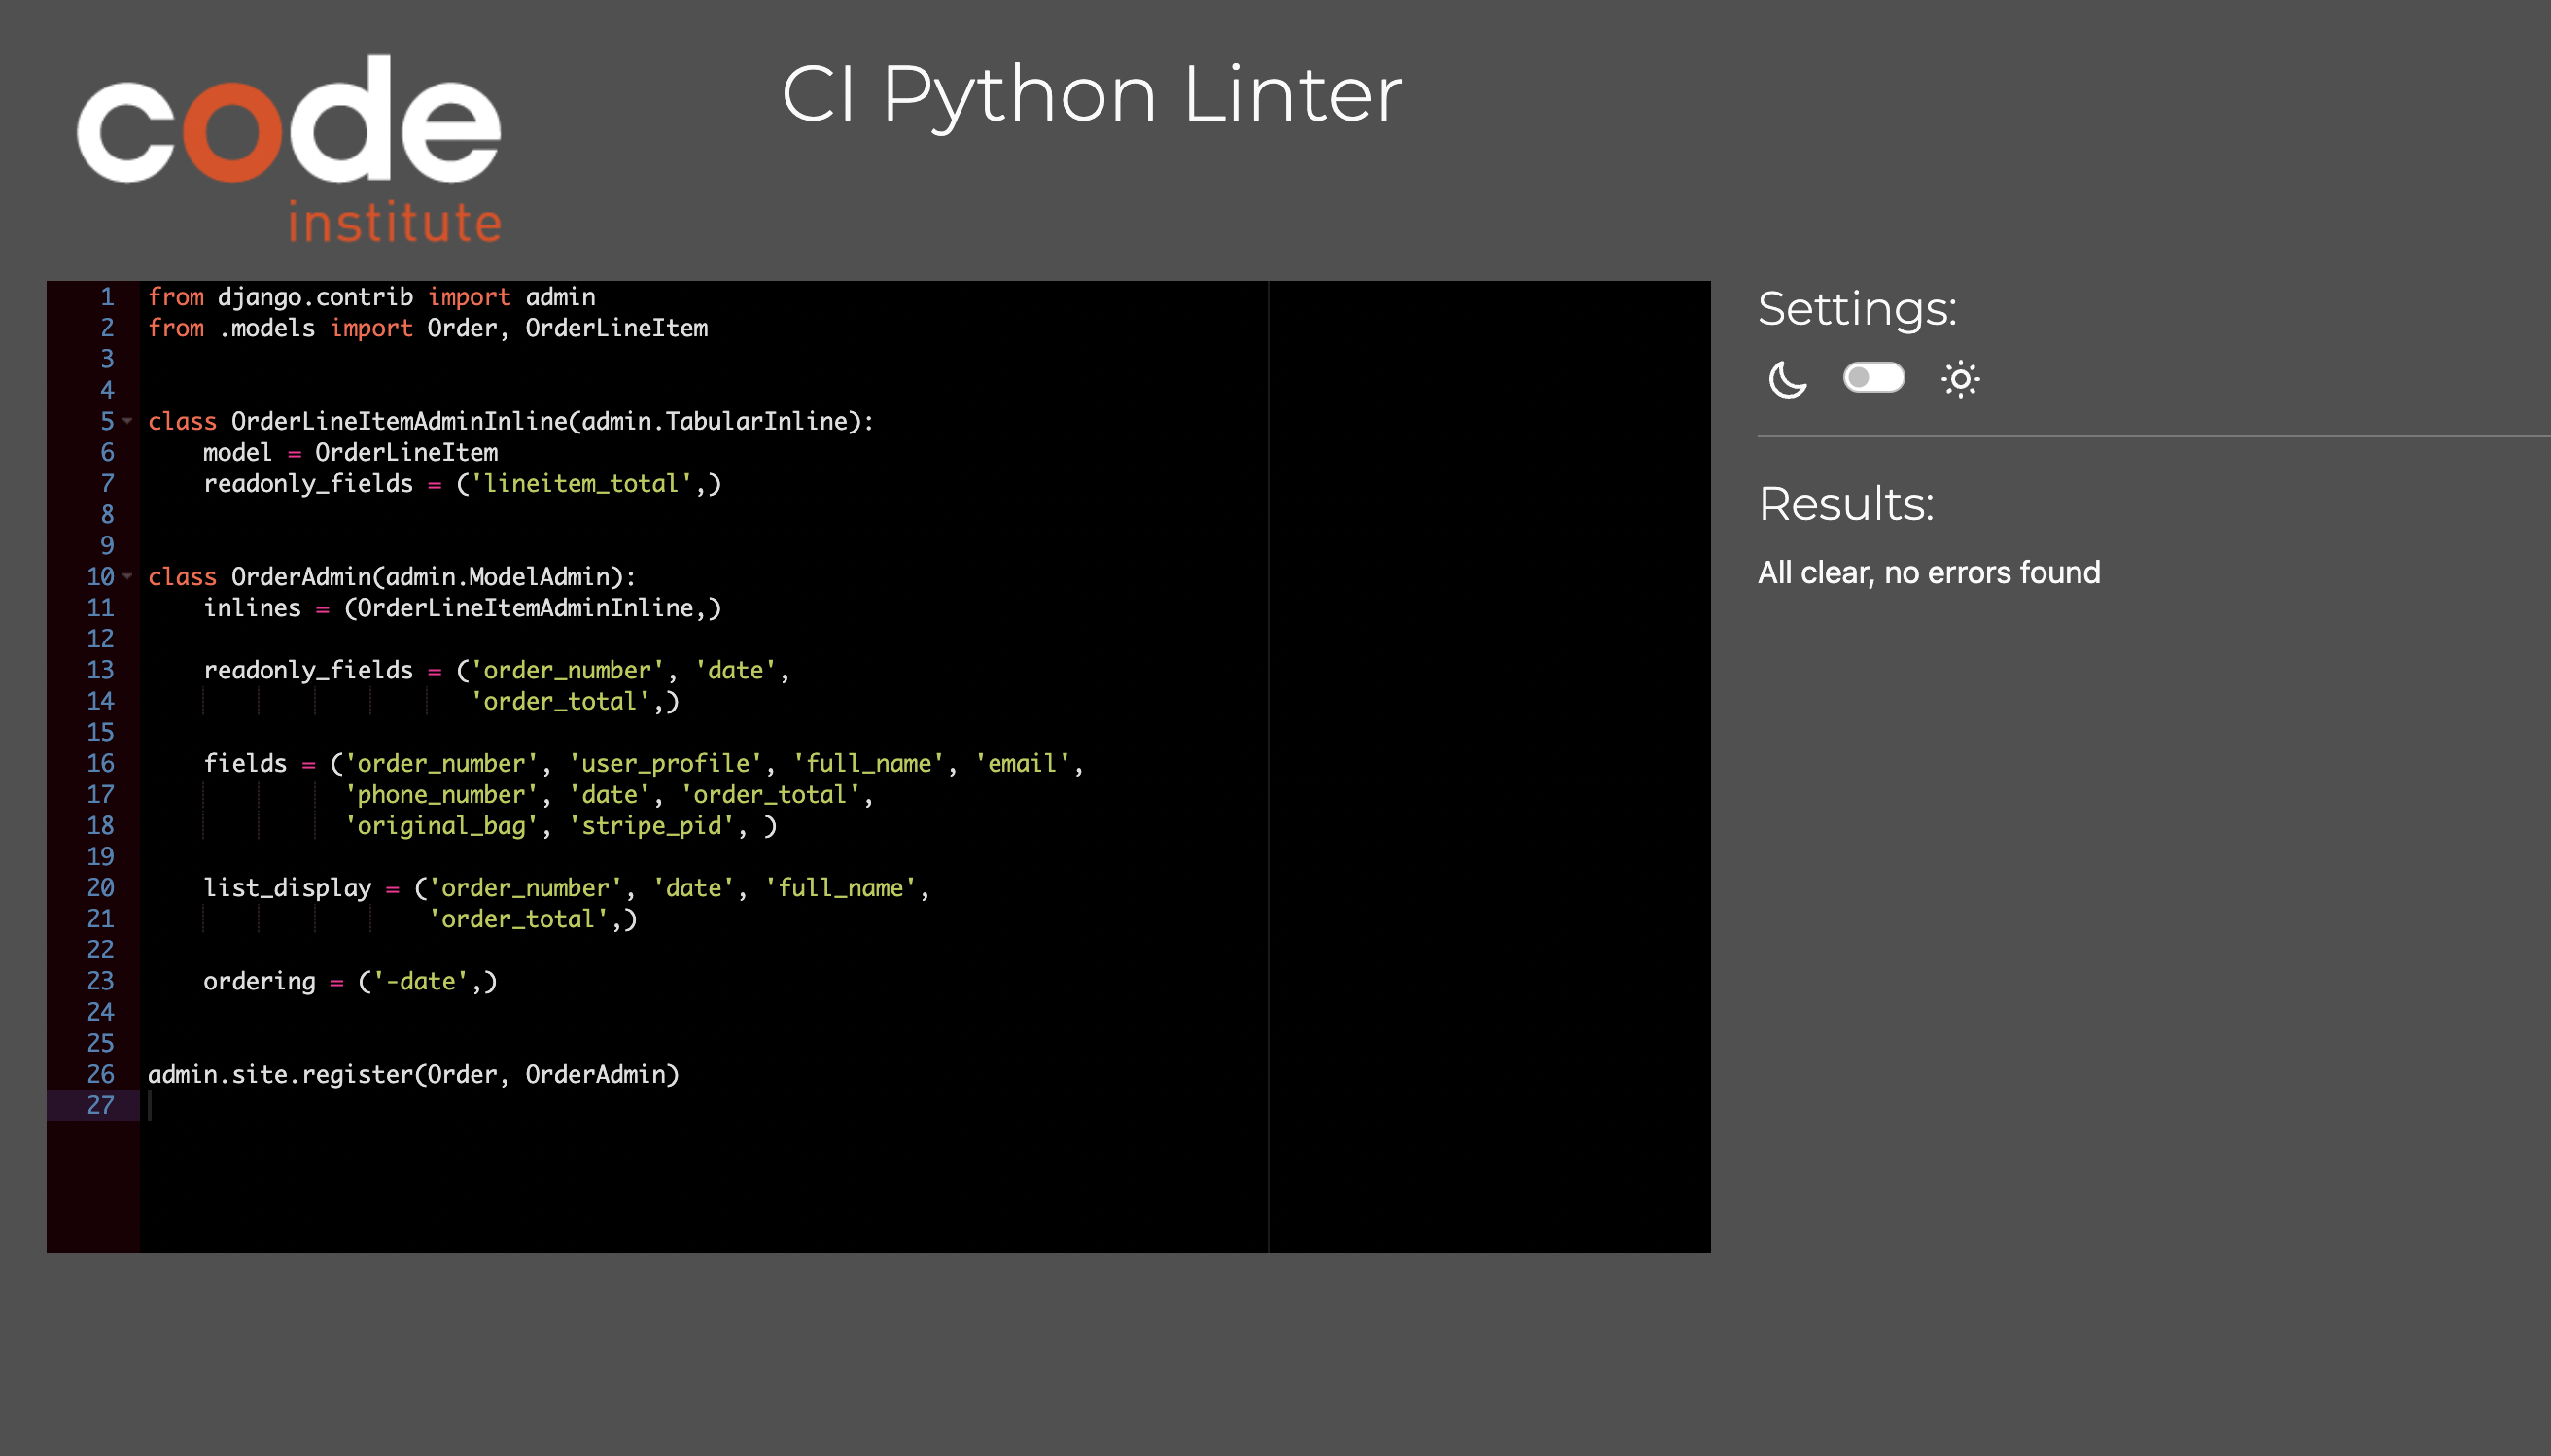 code
institute
CI Python Linter
1 from django.contrib import admin
2 from .models import Order, OrderLineItem
3
4
5 class OrderLineItemAdminInline(admin.TabularInline):
6     model = OrderLineItem
7     readonly_fields = ('lineitem_total',)
8
9
10 class OrderAdmin(admin.ModelAdmin):
11     inlines = (OrderLineItemAdminInline,)
12
13     readonly_fields = ('order_number', 'date',
14                        'order_total',)
15
16     fields = ('order_number', 'user_profile', 'full_name', 'email',
17               'phone_number', 'date', 'order_total',
18               'original_bag', 'stripe_pid', )
19
20     list_display = ('order_number', 'date', 'full_name',
21                     'order_total',)
22
23     ordering = ('-date',)
24
25
26 admin.site.register(Order, OrderAdmin)
27
Settings:
Results:
All clear, no errors found